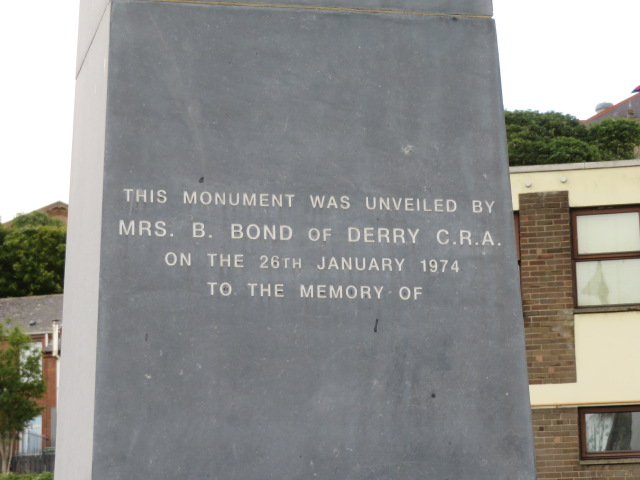 THIS MONUMENT WAS UNVEILED BY
MRS. B. BOND OF DERRY C.R.A.
ON THE 26TH JANUARY 1974
TO THE MEMORY OF